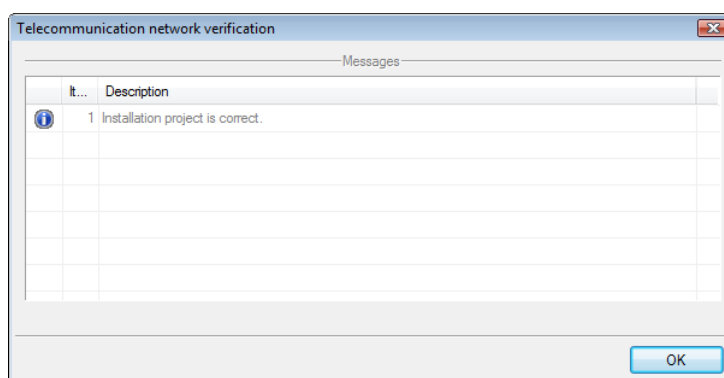 Telecommunication network verification
Messages
It... Description
1 Installation project is correct.
OK